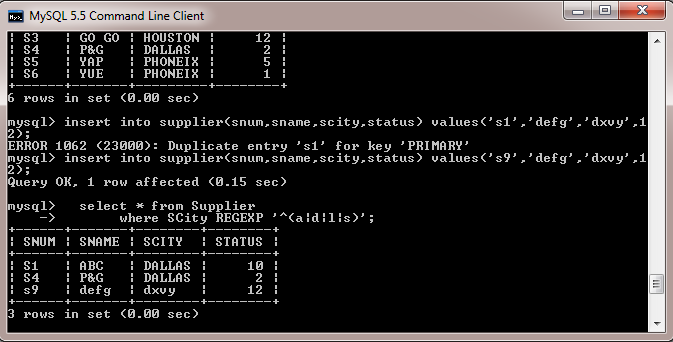 MySQL 5.5 Command Line Client
| S3 | GO GO | HOUSTON | 12 |
| S4 | P&G | DALLAS | 2 |
| S5 | YAP | PHONEIX | 5 |
| S6 | YUE | PHONEIX | 1 |
+------+-------+---------+--------+
6 rows in set (0.00 sec)
mysql> insert into supplier(snum,sname,scity,status) values('s1','defg','dxvy',1
2);
ERROR 1062 (23000): Duplicate entry 's1' for key 'PRIMARY'
mysql> insert into supplier(snum,sname,scity,status) values('s9','defg','dxvy',1
2);
Query OK, 1 row affected (0.15 sec)
mysql> select * from Supplier
-> where SCity REGEXP '^(a|d|l|s)';
+------+-------+--------+--------+
| SNUM | SNAME | SCITY | STATUS |
+------+-------+--------+--------+
| S1 | ABC | DALLAS | 10 |
| S4 | P&G | DALLAS | 2 |
| s9 | defg | dxvy | 12 |
+------+-------+--------+--------+
3 rows in set (0.00 sec)